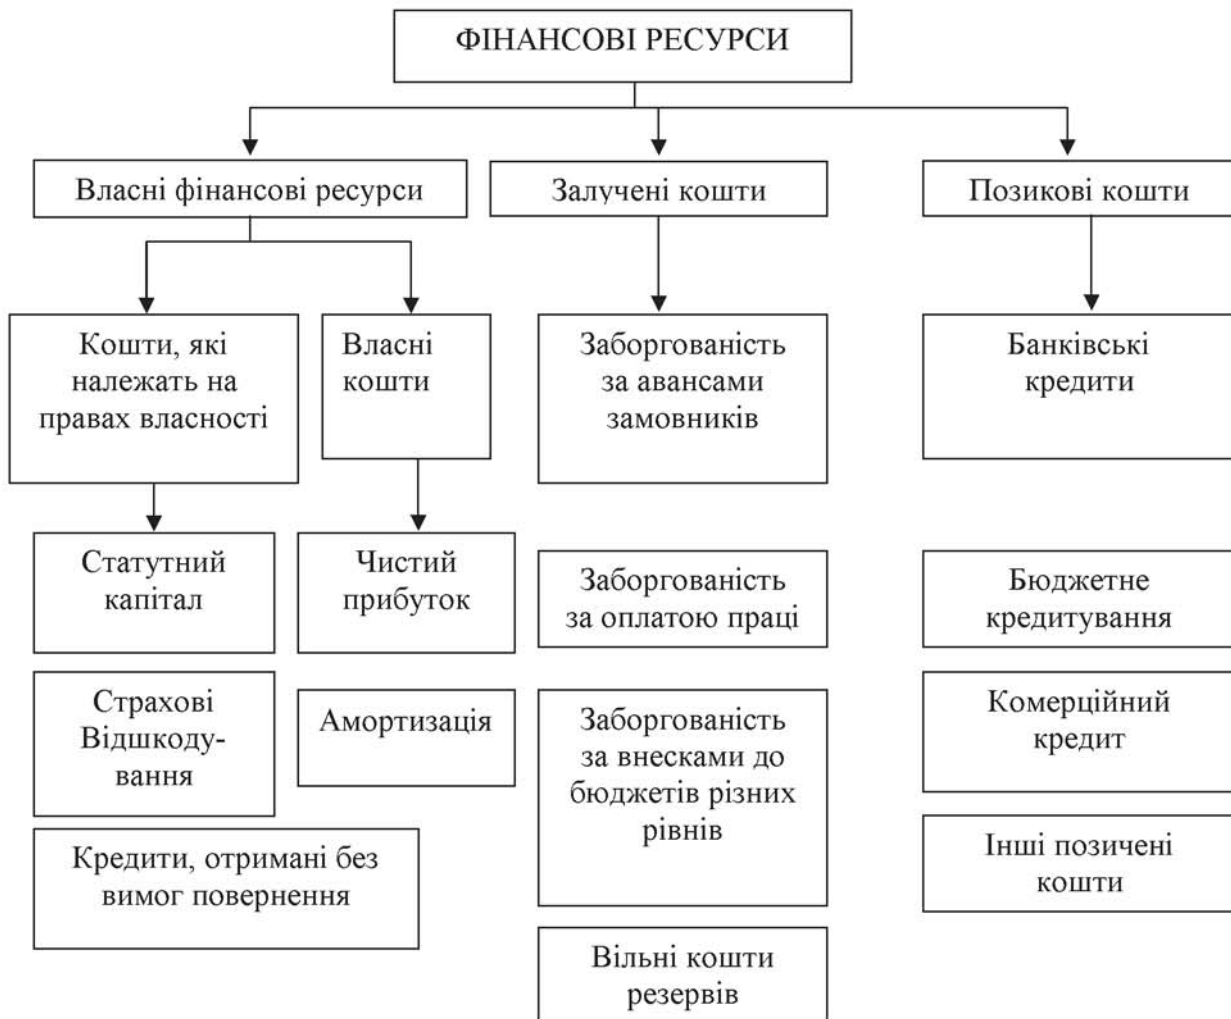 ФІНАНСОВІ РЕСУРСИ
Власні фінансові ресурси
Залучені кошти
Позикові кошти
Кошти, які
належать на
правах власності
Власні
кошти
Заборгованість
за авансами
замовників
Банківські
кредити
Статутний
капітал
Чистий
прибуток
Заборгованість
за оплатою праці
Бюджетне
кредитування
Страхові
Відшкоду-
вання
Амортизація
Заборгованість
за внесками до
бюджетів різних
рівнів
Комерційний
кредит
Кредити, отримані без
вимог повернення
Інші позичені
кошти
Вільні кошти
резервів